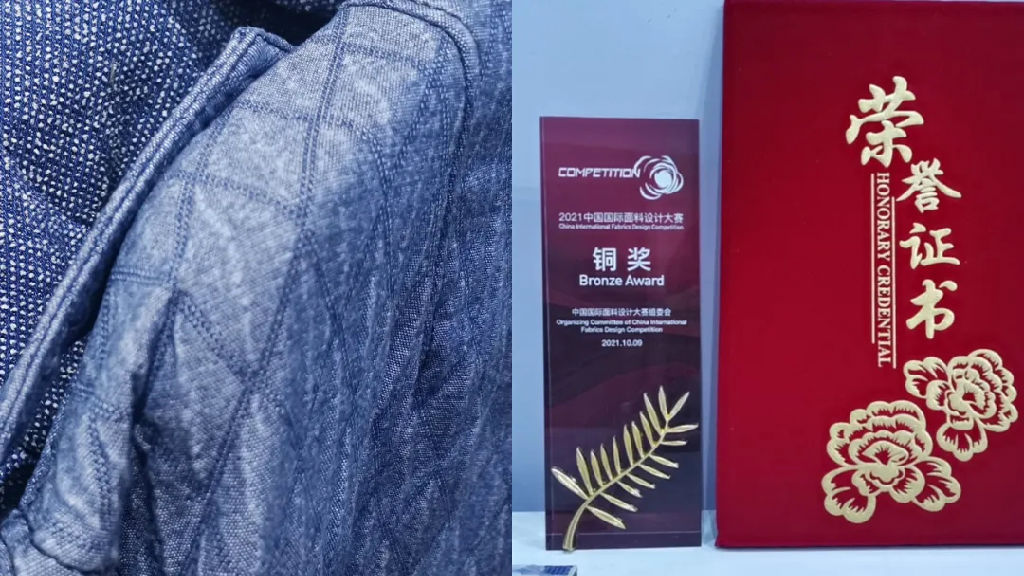 COMPETITION
2021中国国际面料设计大赛
China International Fabrics Design Competition
铜奖
Bronze Award
中国国际面料设计大赛组委会
Organizing Committee of China International
Fabrics Design Competition
2021.10.09
荣誉证书
HONORARY CREDENTIAL